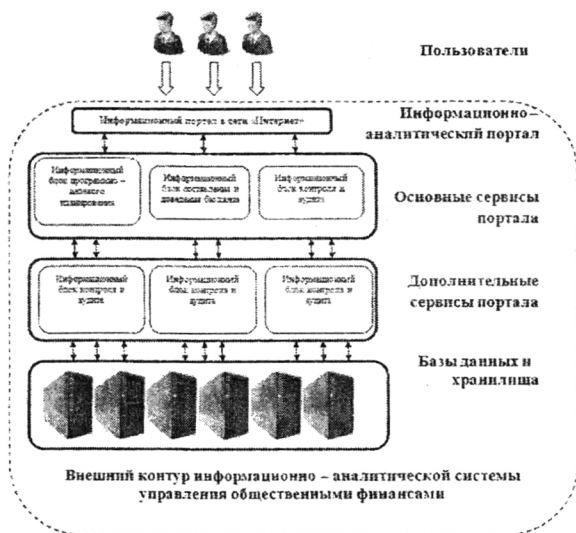 Пользователи
Информационно–
аналитический портал
Информационный портал в сети «Интернет»
Информационный
блок программно –
целевого
планирования
Информационный
блок составления и
доведения бюджета
Информационный
блок контроля и
аудита
Основные сервисы
портала
Информационный
блок контроля и
аудита
Информационный
блок контроля и
аудита
Информационный
блок контроля и
аудита
Дополнительные
сервисы портала
Базы данных и
хранилища
Внешний контур информационно – аналитической системы
управления общественными финансами